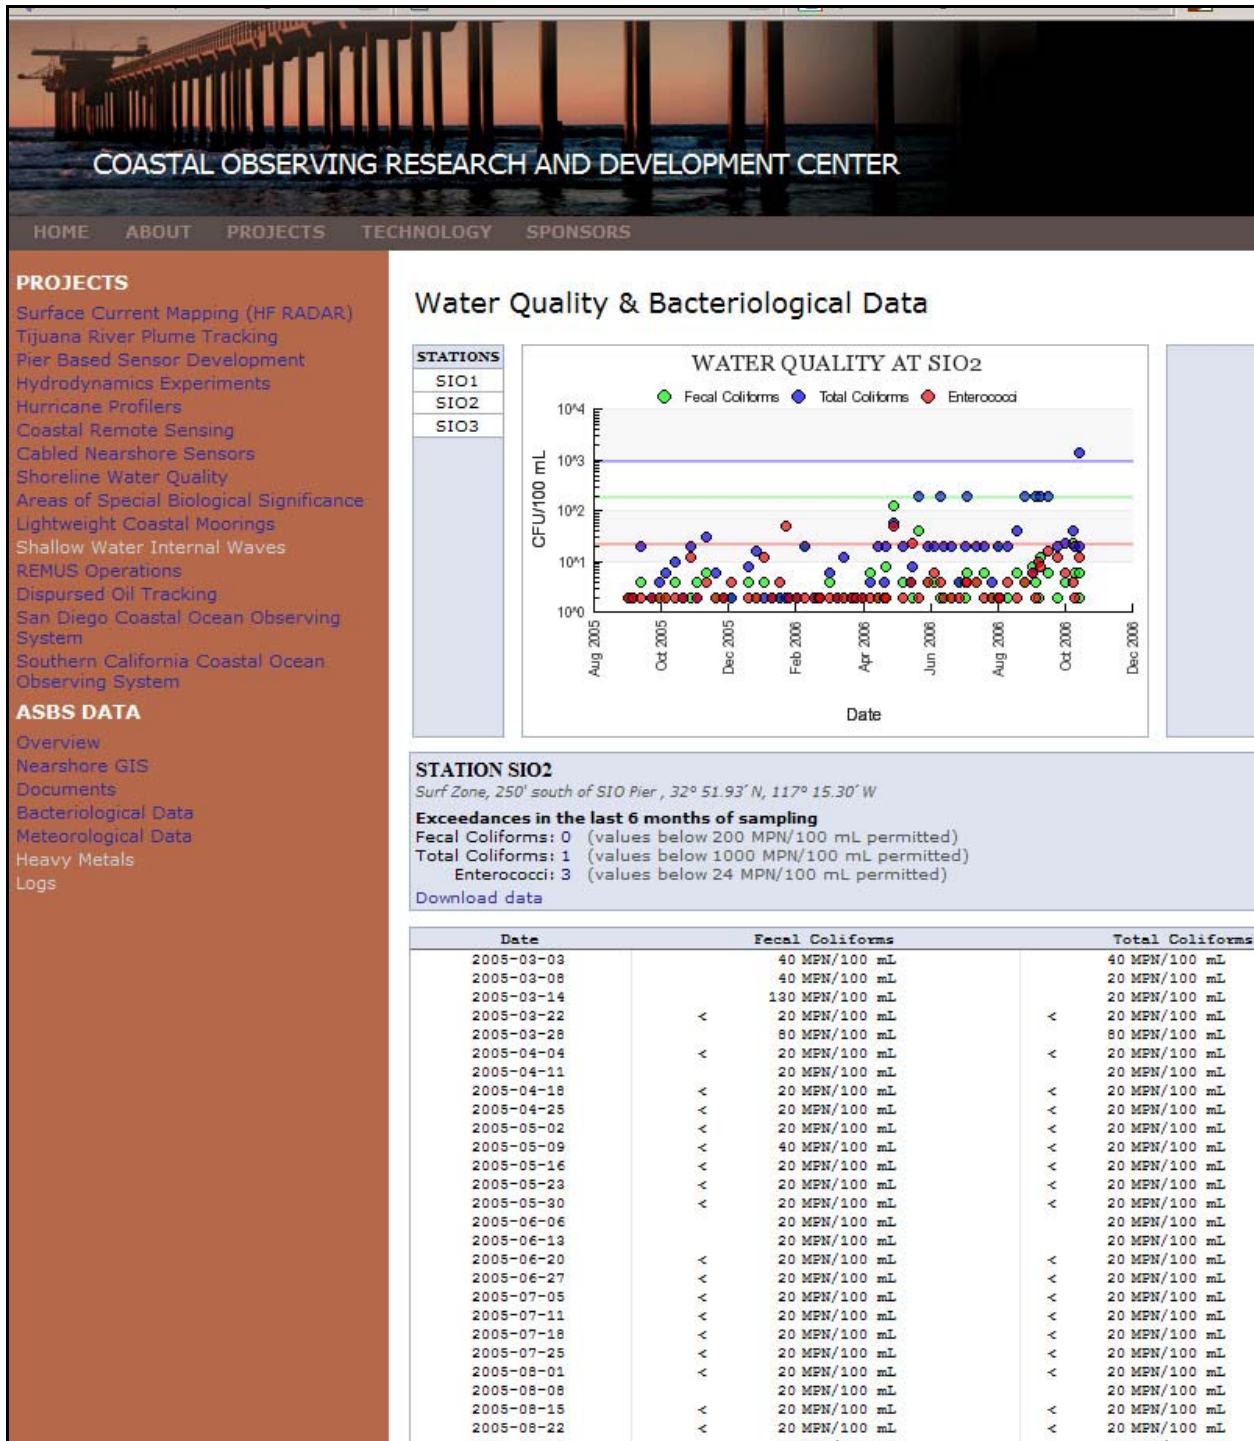 COASTAL OBSERVING RESEARCH AND DEVELOPMENT CENTER
HOME ABOUT PROJECTS TECHNOLOGY SPONSORS
PROJECTS
Surface Current Mapping (HF RADAR)
Tijuana River Plume Tracking
Pier Based Sensor Development
Hydrodynamics Experiments
Hurricane Profilers
Coastal Remote Sensing
Cabled Nearshore Sensors
Shoreline Water Quality
Areas of Special Biological Significance
Lightweight Coastal Moorings
Shallow Water Internal Waves
REMUS Operations
Dispursed Oil Tracking
San Diego Coastal Ocean Observing
System
Southern California Coastal Ocean
Observing System
ASBS DATA
Overview
Nearshore GIS
Documents
Bacteriological Data
Meteorological Data
Heavy Metals
Logs
Water Quality & Bacteriological Data
STATIONS
SIO1
SIO2
SIO3
WATER QUALITY AT SIO2
Fecal Coliforms Total Coliforms Enterococci
CFU/100 mL
10^4
10^3
10^2
10^1
10^0
Aug 2005 Oct 2005 Dec 2005 Feb 2006 Apr 2006 Jun 2006 Aug 2006 Oct 2006 Dec 2006
Date
STATION SIO2
Surf Zone, 250' south of SIO Pier , 32º 51.93´ N, 117º 15.30´ W
Exceedances in the last 6 months of sampling
Fecal Coliforms: 0 (values below 200 MPN/100 mL permitted)
Total Coliforms: 1 (values below 1000 MPN/100 mL permitted)
Enterococci: 3 (values below 24 MPN/100 mL permitted)
Download data
Date Fecal Coliforms Total Coliforms
2005-03-03 40 MPN/100 mL 40 MPN/100 mL
2005-03-08 40 MPN/100 mL 20 MPN/100 mL
2005-03-14 130 MPN/100 mL 20 MPN/100 mL
2005-03-22 < 20 MPN/100 mL < 20 MPN/100 mL
2005-03-28 80 MPN/100 mL 80 MPN/100 mL
2005-04-04 < 20 MPN/100 mL < 20 MPN/100 mL
2005-04-11 20 MPN/100 mL 20 MPN/100 mL
2005-04-18 < 20 MPN/100 mL < 20 MPN/100 mL
2005-04-25 < 20 MPN/100 mL < 20 MPN/100 mL
2005-05-02 < 20 MPN/100 mL < 20 MPN/100 mL
2005-05-09 < 40 MPN/100 mL < 20 MPN/100 mL
2005-05-16 < 20 MPN/100 mL < 20 MPN/100 mL
2005-05-23 < 20 MPN/100 mL < 20 MPN/100 mL
2005-05-30 < 20 MPN/100 mL < 20 MPN/100 mL
2005-06-06 20 MPN/100 mL 20 MPN/100 mL
2005-06-13 20 MPN/100 mL 20 MPN/100 mL
2005-06-20 < 20 MPN/100 mL < 20 MPN/100 mL
2005-06-27 < 20 MPN/100 mL < 20 MPN/100 mL
2005-07-05 < 20 MPN/100 mL < 20 MPN/100 mL
2005-07-11 < 20 MPN/100 mL < 20 MPN/100 mL
2005-07-18 < 20 MPN/100 mL < 20 MPN/100 mL
2005-07-25 < 20 MPN/100 mL < 20 MPN/100 mL
2005-08-01 < 20 MPN/100 mL < 20 MPN/100 mL
2005-08-08 20 MPN/100 mL 20 MPN/100 mL
2005-08-15 < 20 MPN/100 mL < 20 MPN/100 mL
2005-08-22 < 20 MPN/100 mL < 20 MPN/100 mL